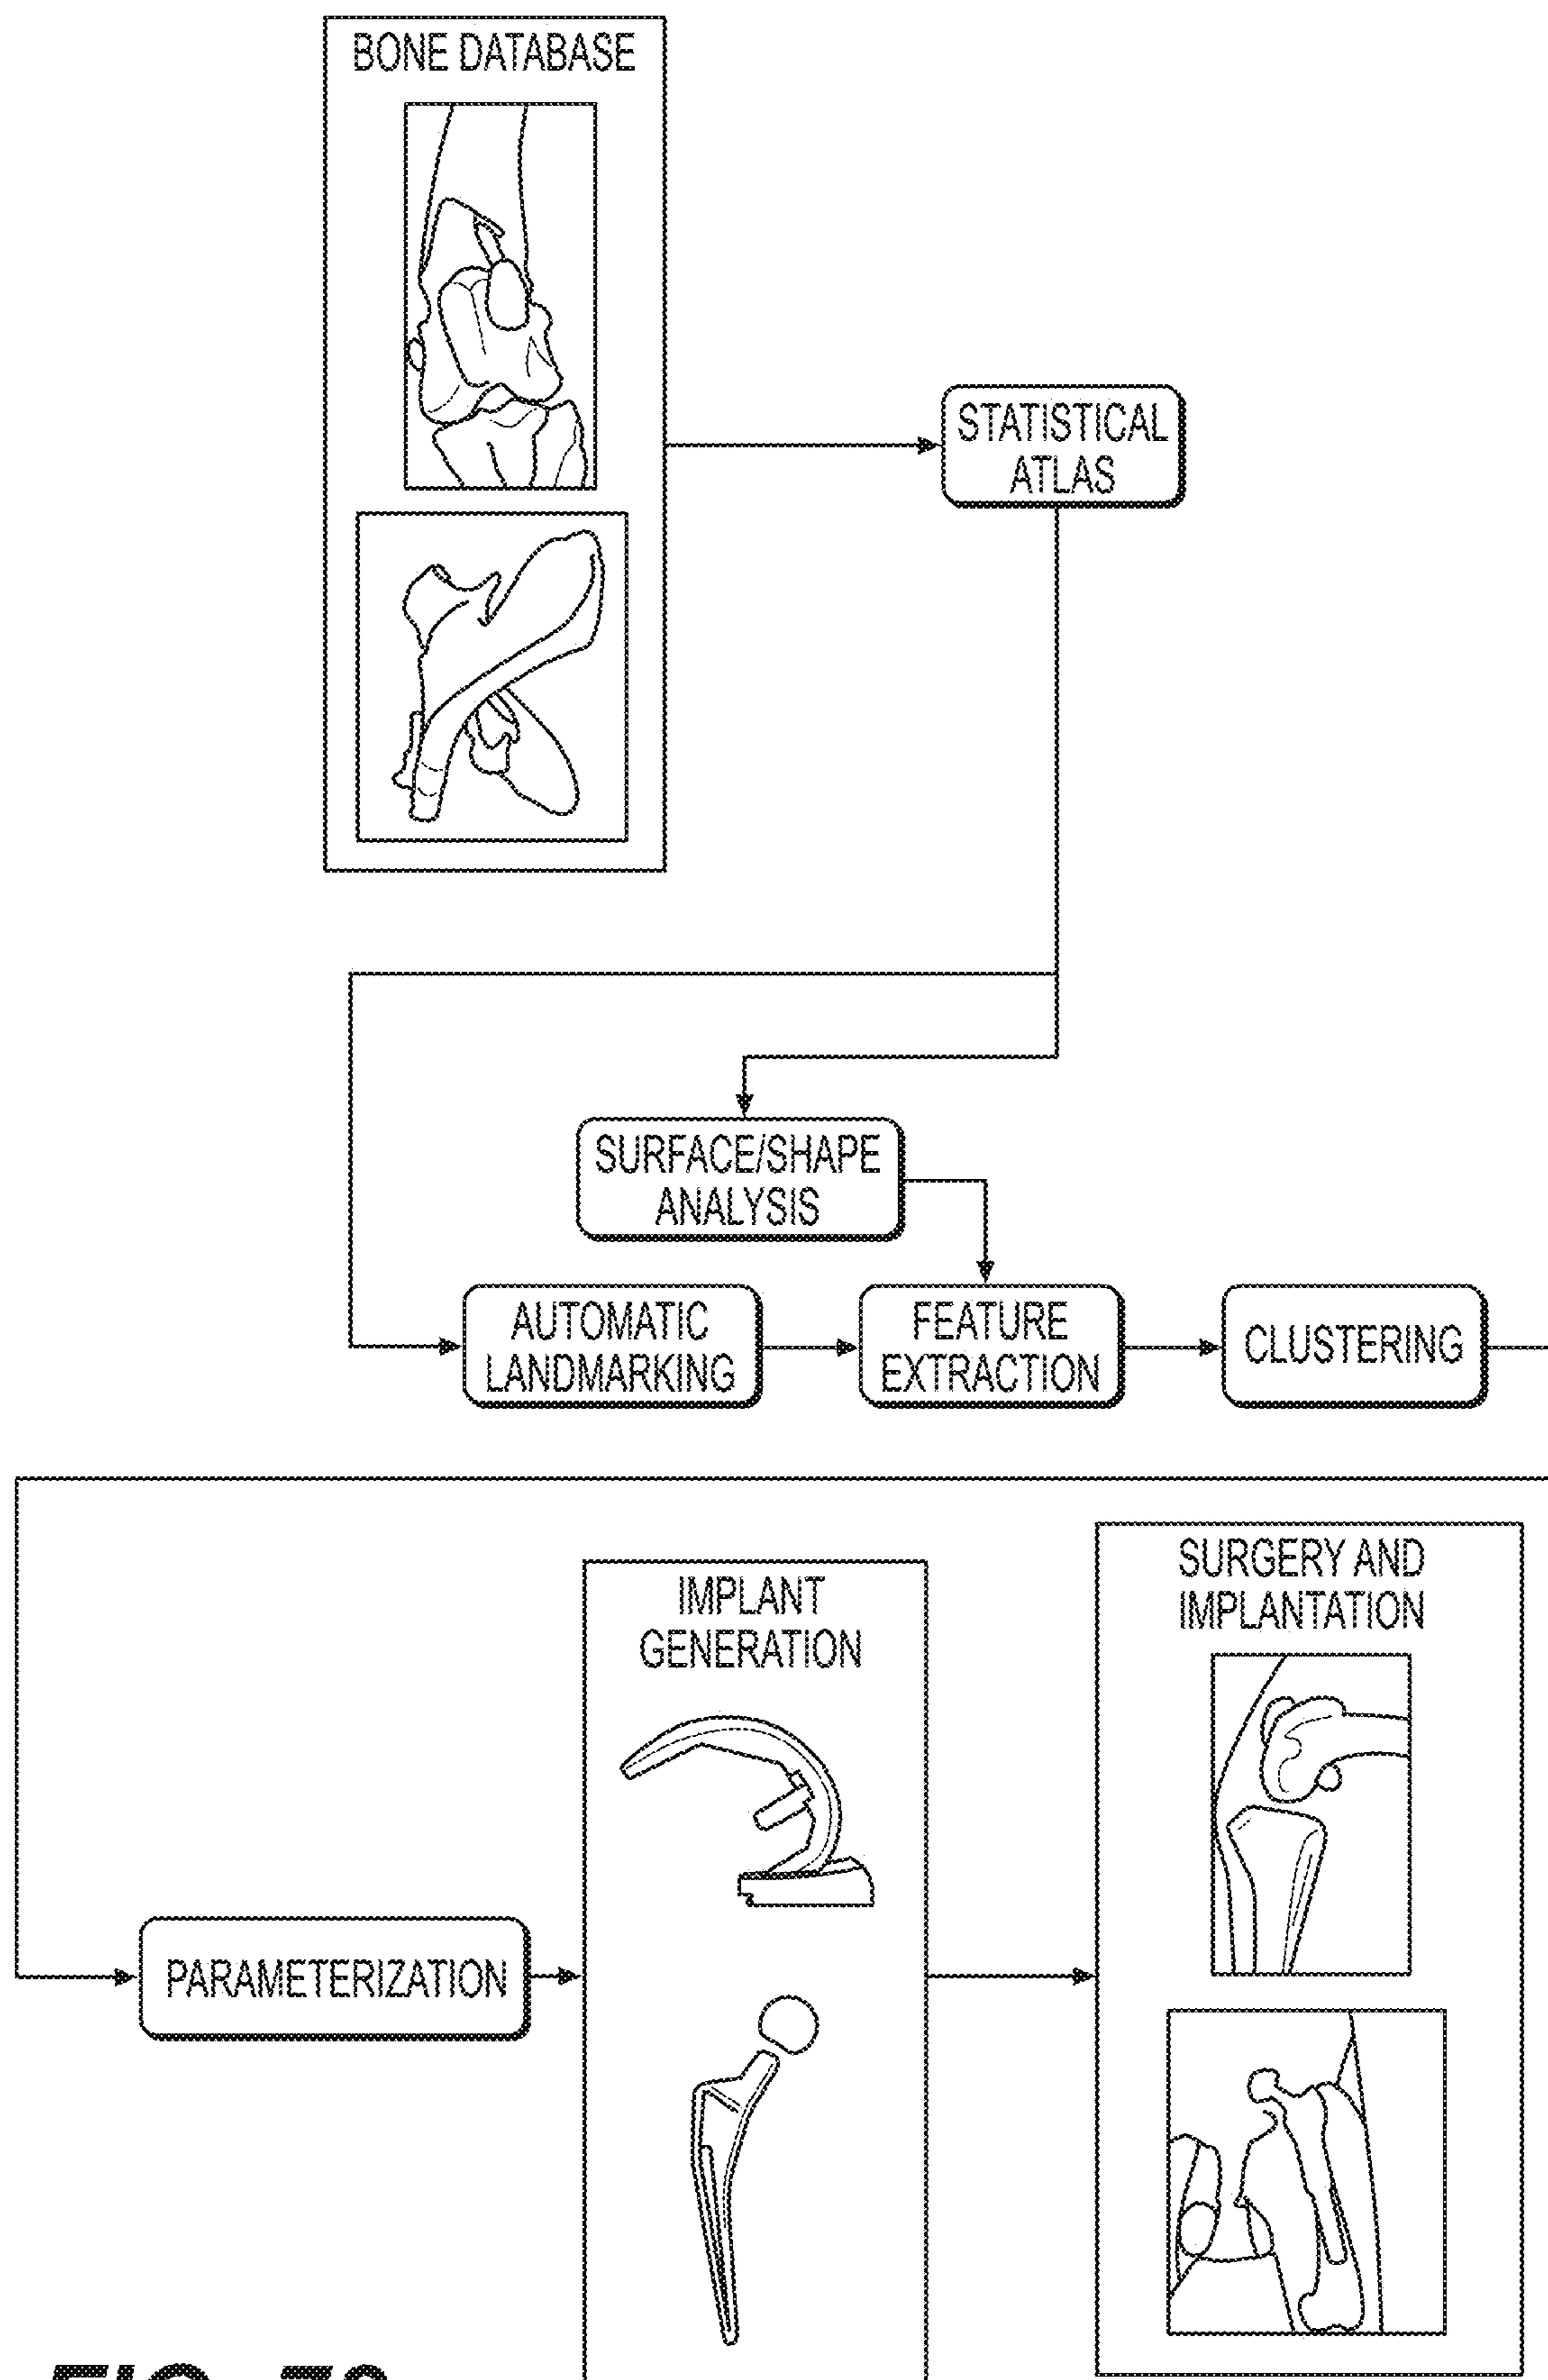 BONE DATABASE
STATISTICAL
ATLAS
SURFACE/SHAPE
ANALYSIS
AUTOMATIC
LANDMARKING
FEATURE
EXTRACTION
CLUSTERING
PARAMETERIZATION
IMPLANT
GENERATION
SURGERY AND
IMPLANTATION